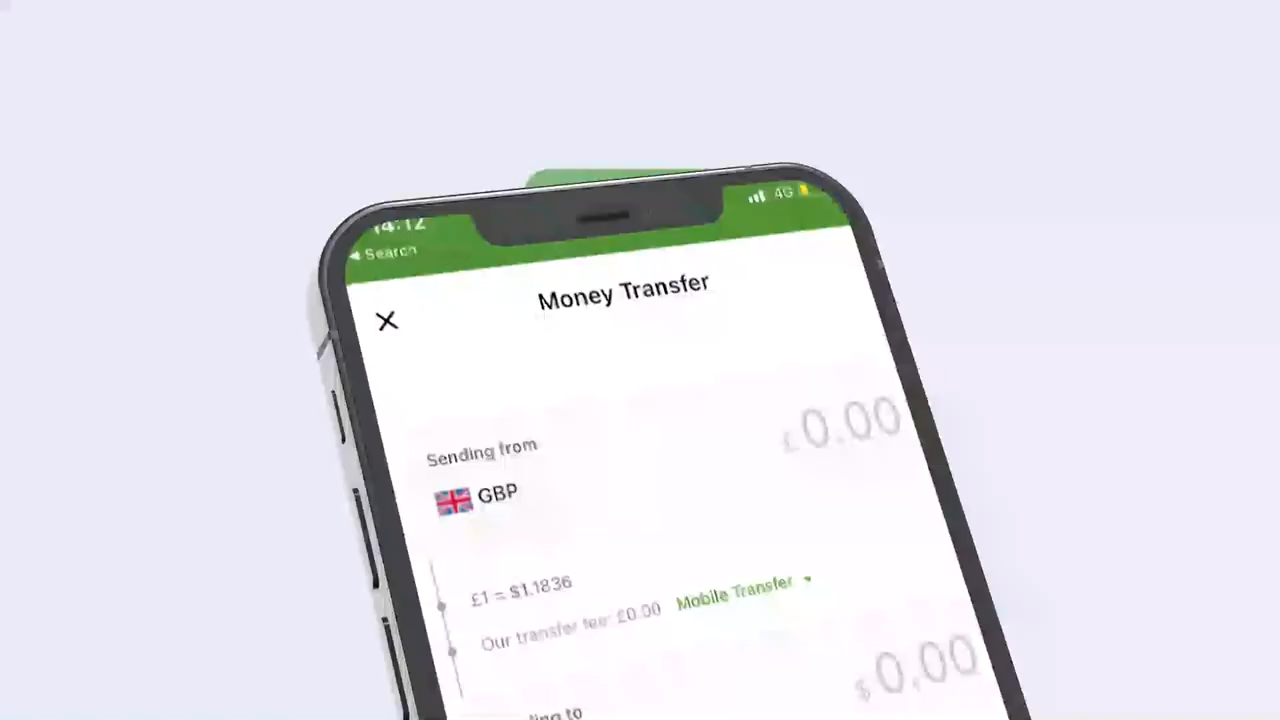 14:12
4G
Search
Money Transfer
Sending from
£0.00
GBP
£1 = $1.1836
Our transfer fee: £0.00 Mobile Transfer
$0.00
to